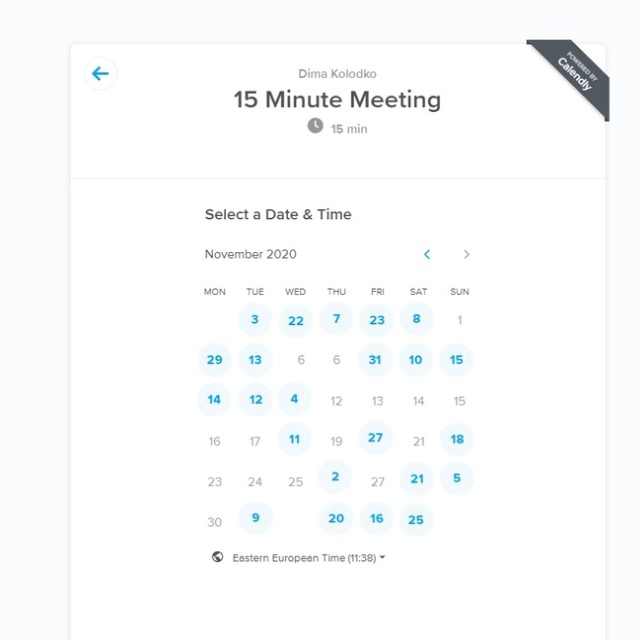 POWERED BY
Calendly
Dima Kolodko
15 Minute Meeting
15 min
Select a Date & Time
November 2020
MON TUE WED THU FRI SAT SUN
3 22 7 23 8 1
29 13 6 6 31 10 15
14 12 4 12 13 14 15
16 17 11 19 27 21 18
23 24 25 2 27 21 5
30 9 20 16 25
Eastern European Time (11:38)